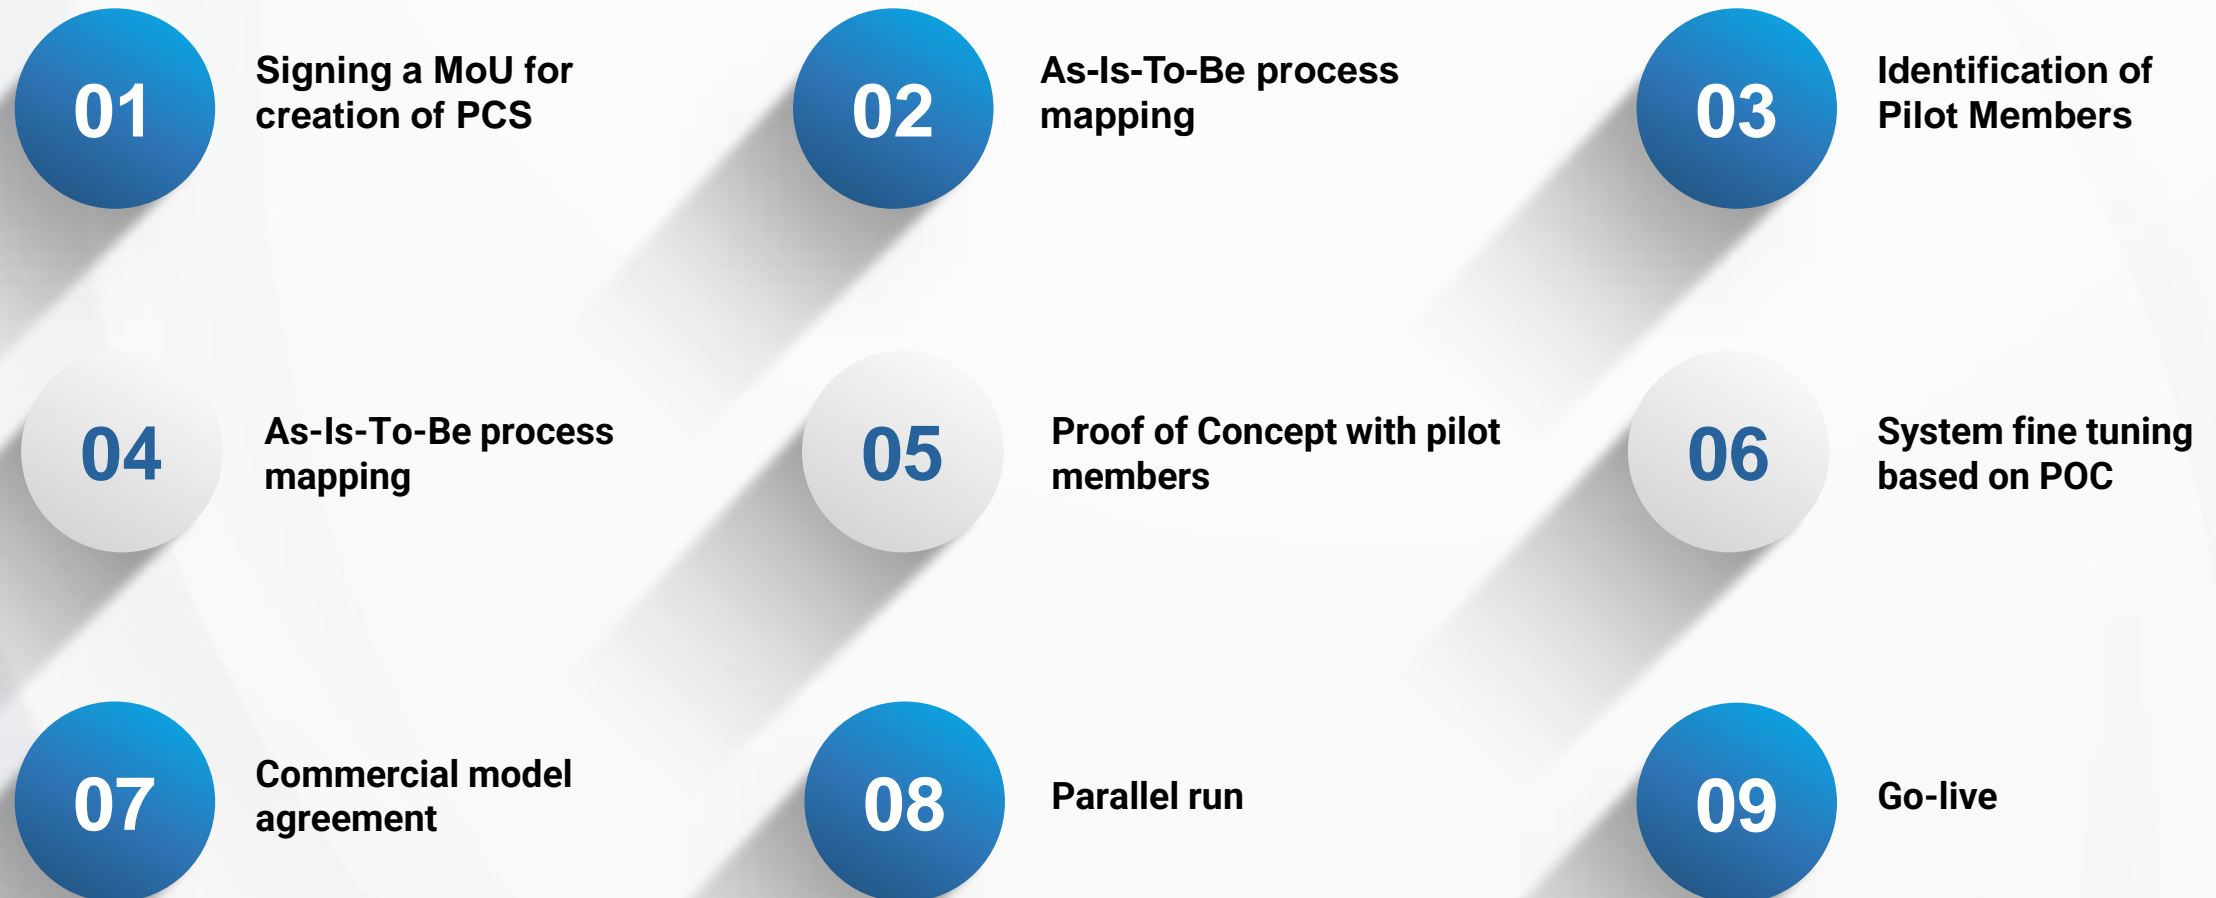 01
Signing a MoU for
creation of PCS
02
As-Is-To-Be process
mapping
03
Identification of
Pilot Members
04
As-Is-To-Be process
mapping
05
Proof of Concept with pilot
members
06
System fine tuning
based on POC
07
Commercial model
agreement
08
Parallel run
09
Go-live